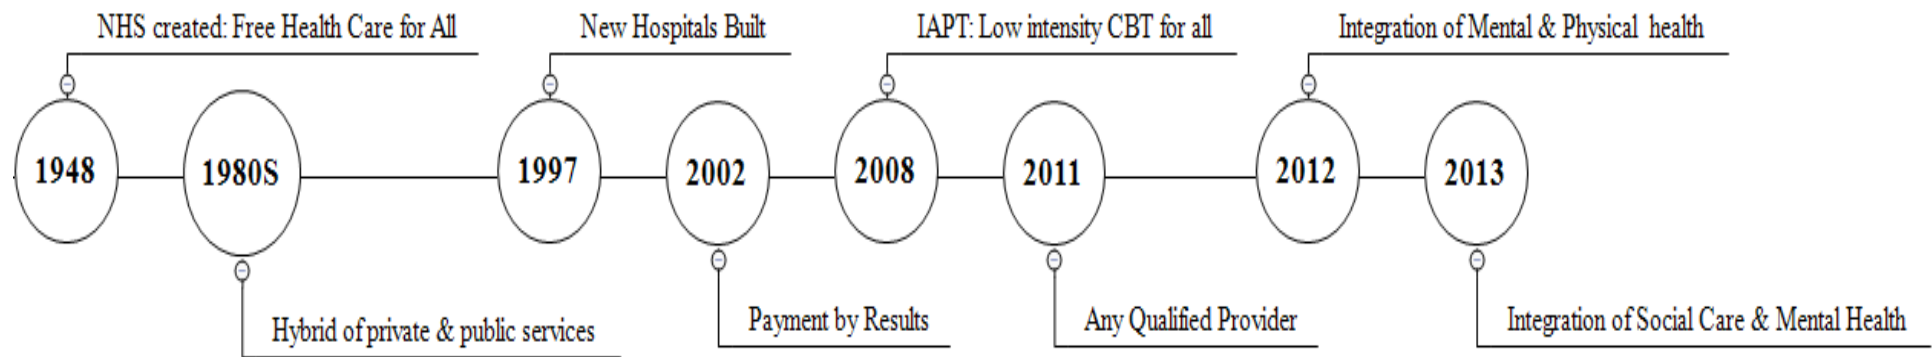 NHS created: Free Health Care for All
New Hospitals Built
IAPT: Low intensity CBT for all
Integration of Mental & Physical health
1948
1980S
1997
2002
2008
2011
2012
2013
Hybrid of private & public services
Payment by Results
Any Qualified Provider
Integration of Social Care & Mental Health